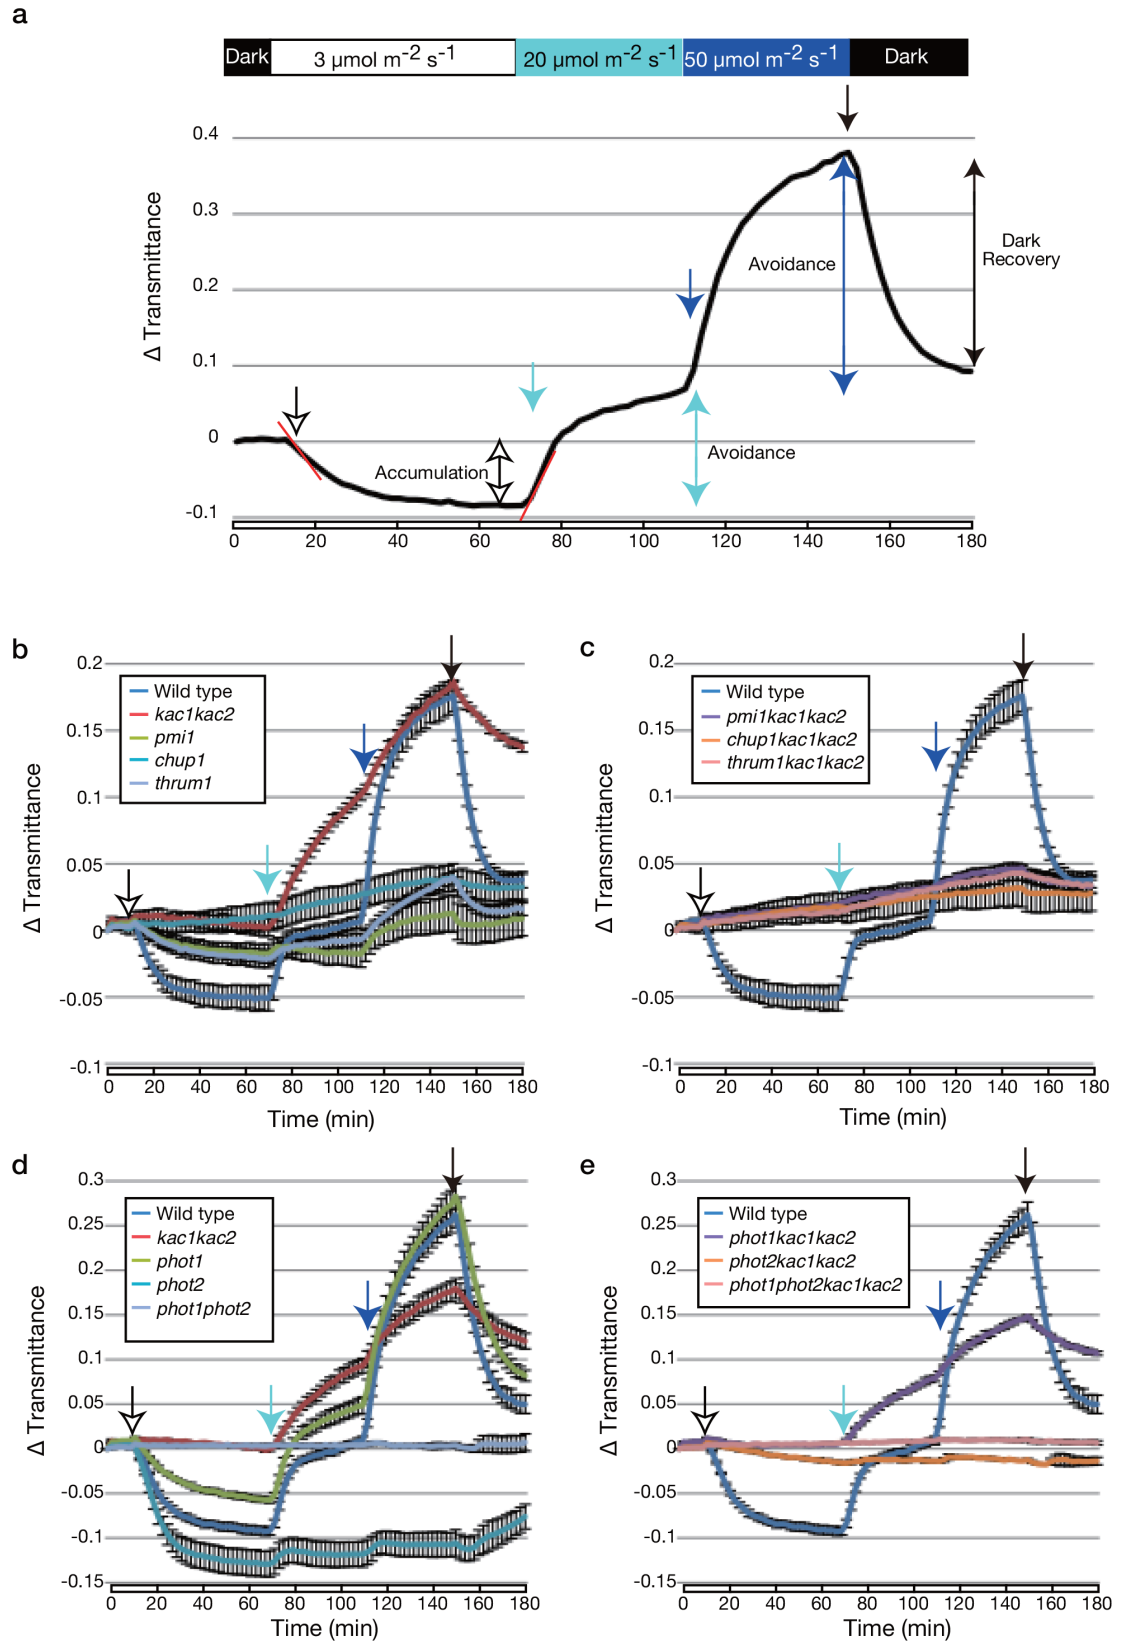 a
Dark
3 µmol m-2 s-1
20 µmol m-2 s-1
50 µmol m-2 s-1
Dark
0.4
0.3
0.2
0.1
0
-0.1
Δ Transmittance
Accumulation
Avoidance
Avoidance
Dark
Recovery
0 20 40 60 80 100 120 140 160 180
b
0.2
0.15
0.1
0.05
0
-0.05
-0.1
Δ Transmittance
Wild type
kac1kac2
pmi1
chup1
thrum1
0 20 40 60 80 100 120 140 160 180
Time (min)
c
0.2
0.15
0.1
0.05
0
-0.05
-0.1
Δ Transmittance
Wild type
pmi1kac1kac2
chup1kac1kac2
thrum1kac1kac2
0 20 40 60 80 100 120 140 160 180
Time (min)
d
0.3
0.25
0.2
0.15
0.1
0.05
0
-0.05
-0.1
-0.15
Δ Transmittance
Wild type
kac1kac2
phot1
phot2
phot1phot2
0 20 40 60 80 100 120 140 160 180
Time (min)
e
0.3
0.25
0.2
0.15
0.1
0.05
0
-0.05
-0.1
-0.15
Δ Transmittance
Wild type
phot1kac1kac2
phot2kac1kac2
phot1phot2kac1kac2
0 20 40 60 80 100 120 140 160 180
Time (min)